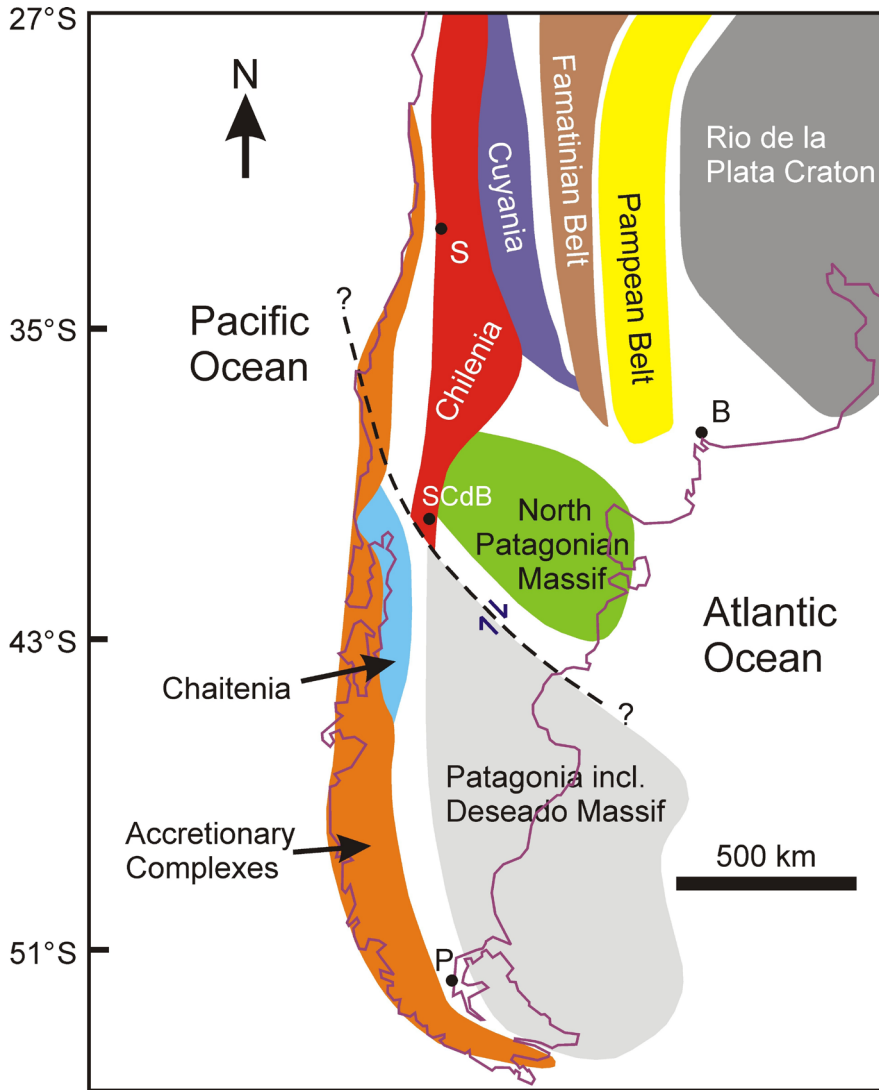 27°S
N
Famatinian Belt
Rio de la
Plata Craton
Cuyania
Pampean Belt
S
?
35°S
Pacific
Ocean
Chilenia
B
SCdB
North
Patagonian
Massif
Atlantic
Ocean
43°S
Chaitenia
?
Patagonia incl.
Deseado Massif
Accretionary
Complexes
500 km
51°S
P